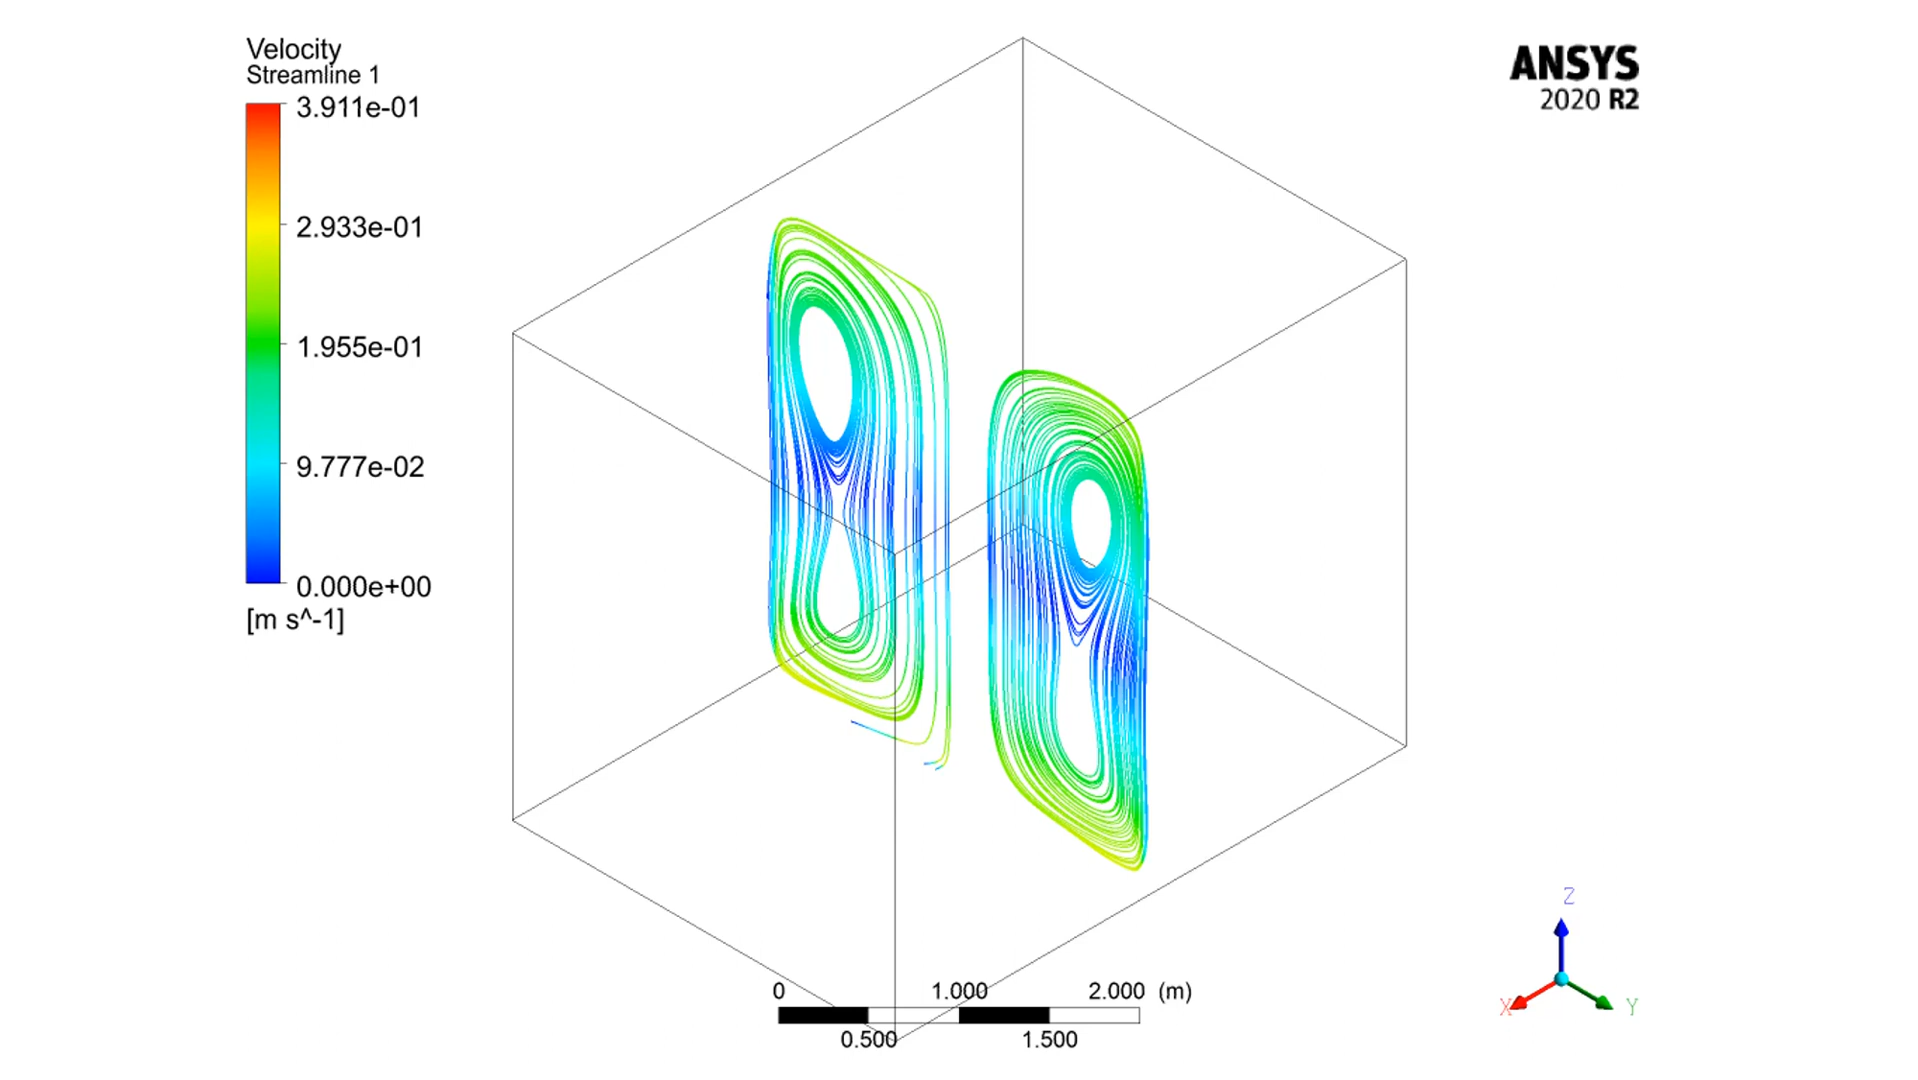 Velocity
Streamline 1
3.911e-01
2.933e-01
1.955e-01
9.777e-02
0.000e+00
[m s^-1]
ANSYS
2020 R2
Z
X
Y
0 1.000 2.000 (m)
0.500 1.500